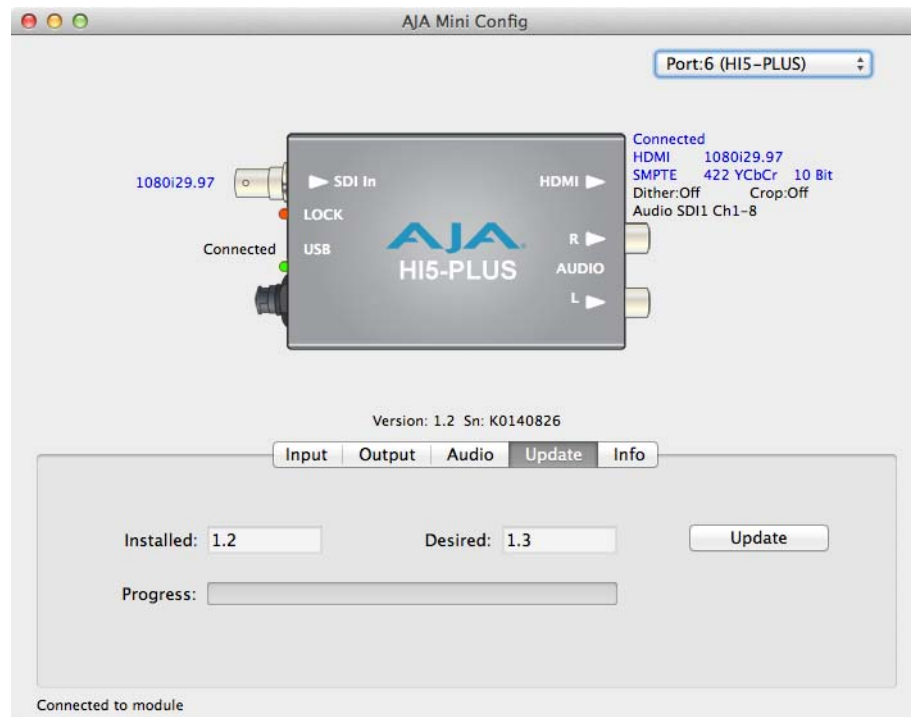 AJA Mini Config
Port:6 (HI5-PLUS)
Connected
HDMI 1080i29.97
SMPTE 422 YCbCr 10 Bit
Dither:Off Crop:Off
Audio SDI1 Ch1-8
1080i29.97
SDI In
HDMI
LOCK
Connected
USB
AJA
HI5-PLUS
R
AUDIO
L
Version: 1.2 Sn: K0140826
Input Output Audio Update Info
Installed: 1.2 Desired: 1.3 Update
Progress:
Connected to module